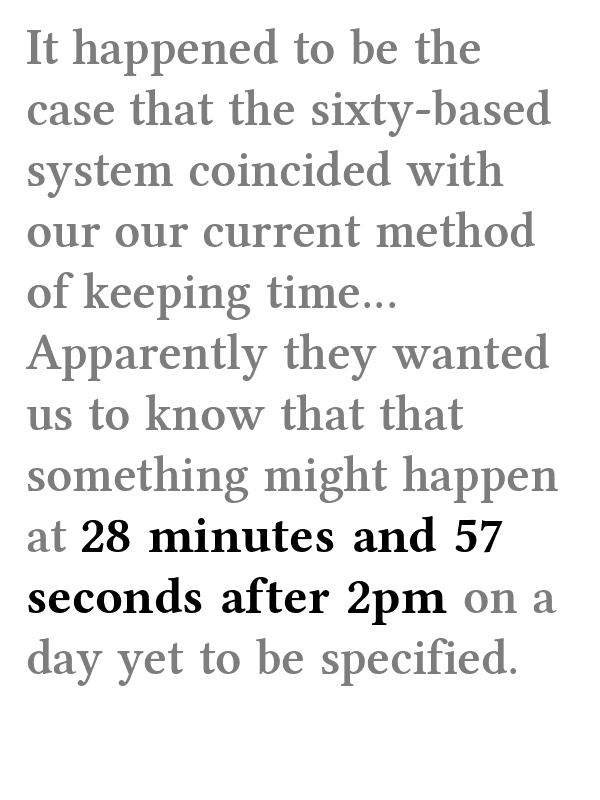 It happened to be the
case that the sixty-based
system coincided with
our our current method
of keeping time...
Apparently they wanted
us to know that that
something might happen
at 28 minutes and 57
seconds after 2pm on a
day yet to be specified.